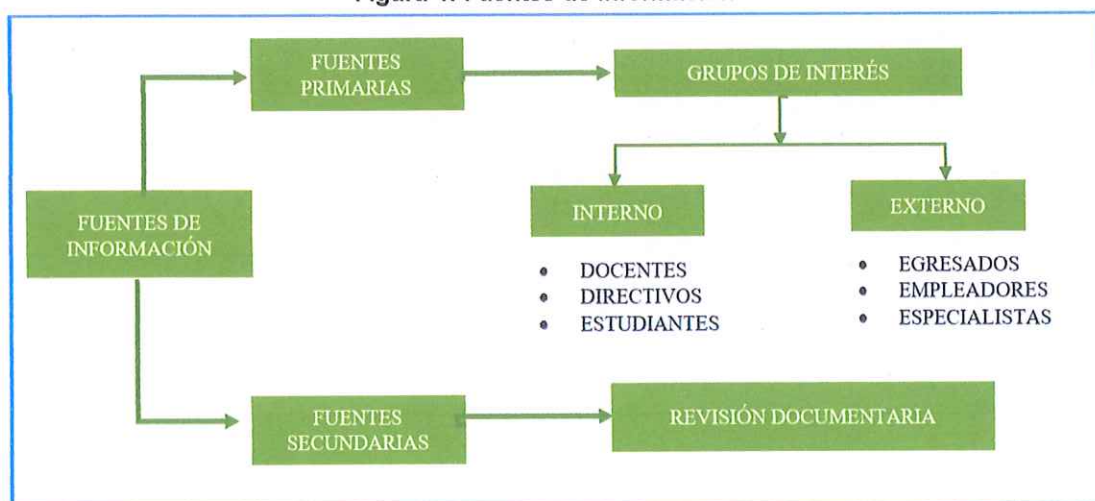 FUENTES
PRIMARIAS
GRUPOS DE INTERÉS
FUENTES DE
INFORMACIÓN
INTERNO
EXTERNO
• DOCENTES
• DIRECTIVOS
• ESTUDIANTES
• EGRESADOS
• EMPLEADORES
• ESPECIALISTAS
FUENTES
SECUNDARIAS
REVISIÓN DOCUMENTARIA